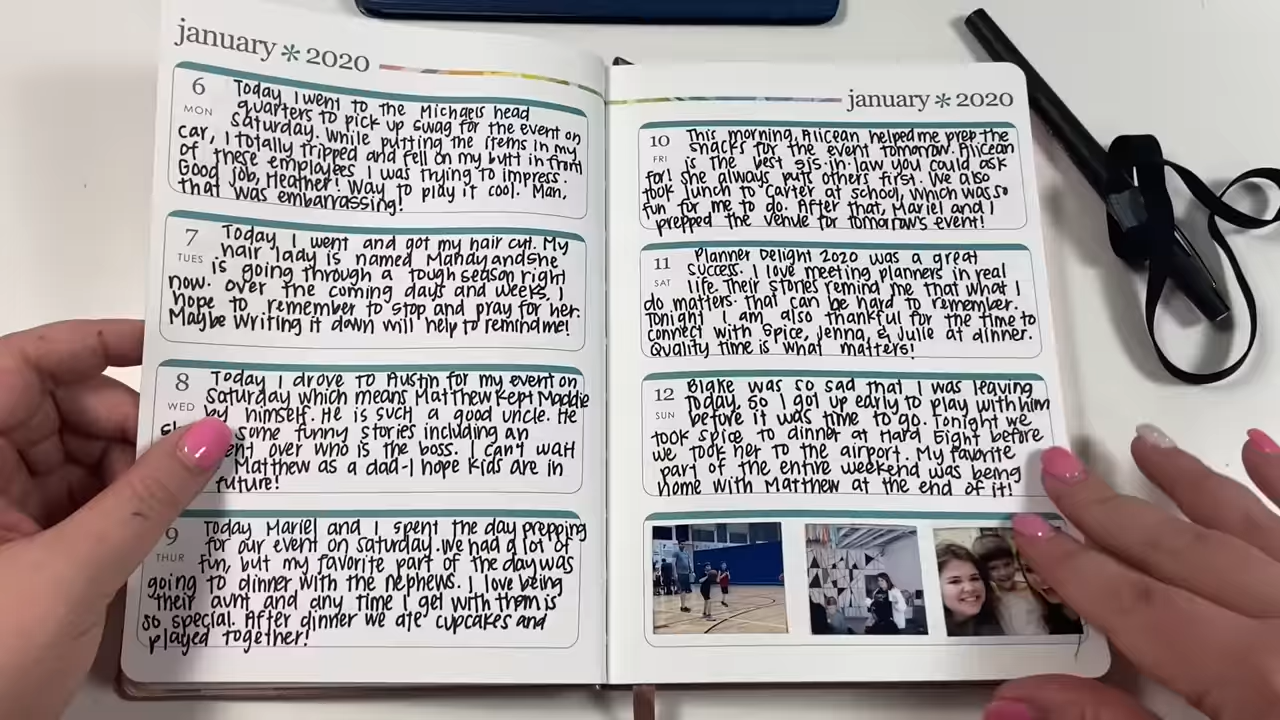 january * 2020
6
MON
Today I went to the Michaels head
quarters to pick up swag for the event on
Saturday. While putting the items in my
car, I totally tripped and fell on my butt in front
of these employees I was trying to impress.
Good job, Heather! Way to play it cool. Man,
that was embarrassing!
7
TUES
Today I went and got my hair cut. My
hair lady is named Mandy and she
is going through a tough season right
now. Over the coming days and weeks, I
hope to remember to stop and pray for her.
Maybe writing it down will help to remind me!
8
WED
Today I drove to Austin for my event on
Saturday which means Matthew kept Maddie
by himself. He is such a good uncle. He
some funny stories including an
over who is the boss. I can't wait
Matthew as a dad-I hope kids are in
future!
9
THUR
Today Mariel and I spent the day prepping
for our event on Saturday. We had a lot of
fun, but my favorite part of the day was
going to dinner with the nephews. I love being
their aunt and any time I get with them is
so special. After dinner we ate cupcakes and
played together!
january * 2020
10
FRI
This morning, Alicean helped me prep the
snacks for the event tomorrow. Alicean
is the best sis-in-law you could ask
for! She always puts others first. We also
took lunch to Carter at school, which was so
fun for me to do. After that, Mariel and I
prepped the venue for tomorrow's event!
11
SAT
Planner Delight 2020 was a great
success. I love meeting planners in real
life. Their stories remind me that what I
do matters. That can be hard to remember.
Tonight I am also thankful for the time to
connect with Spice, Jenna, & Julie at dinner.
Quality time is what matters!
12
SUN
Blake was so sad that I was leaving
today, so I got up early to play with him
before it was time to go. Tonight we
took Spice to dinner at Hard Eight before
we took her to the airport. My favorite
part of the entire weekend was being
home with Matthew at the end of it!